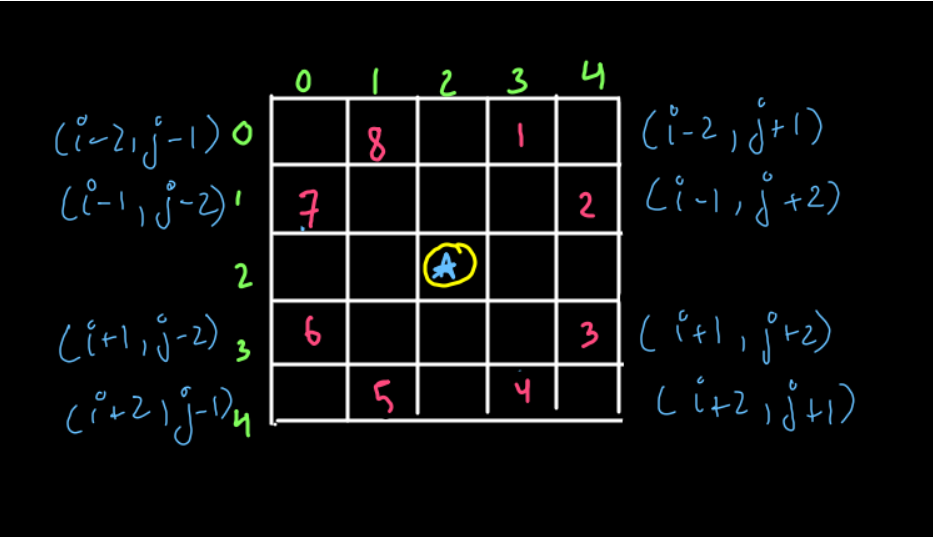 0 1 2 3 4
(i-2, j-1) 0 8 1 (i-2, j+1)
(i-1, j-2) 1 7 2 (i-1, j+2)
2 A
(i+1, j-2) 3 6 3 (i+1, j+2)
(i+2, j-1) 4 5 4 (i+2, j+1)